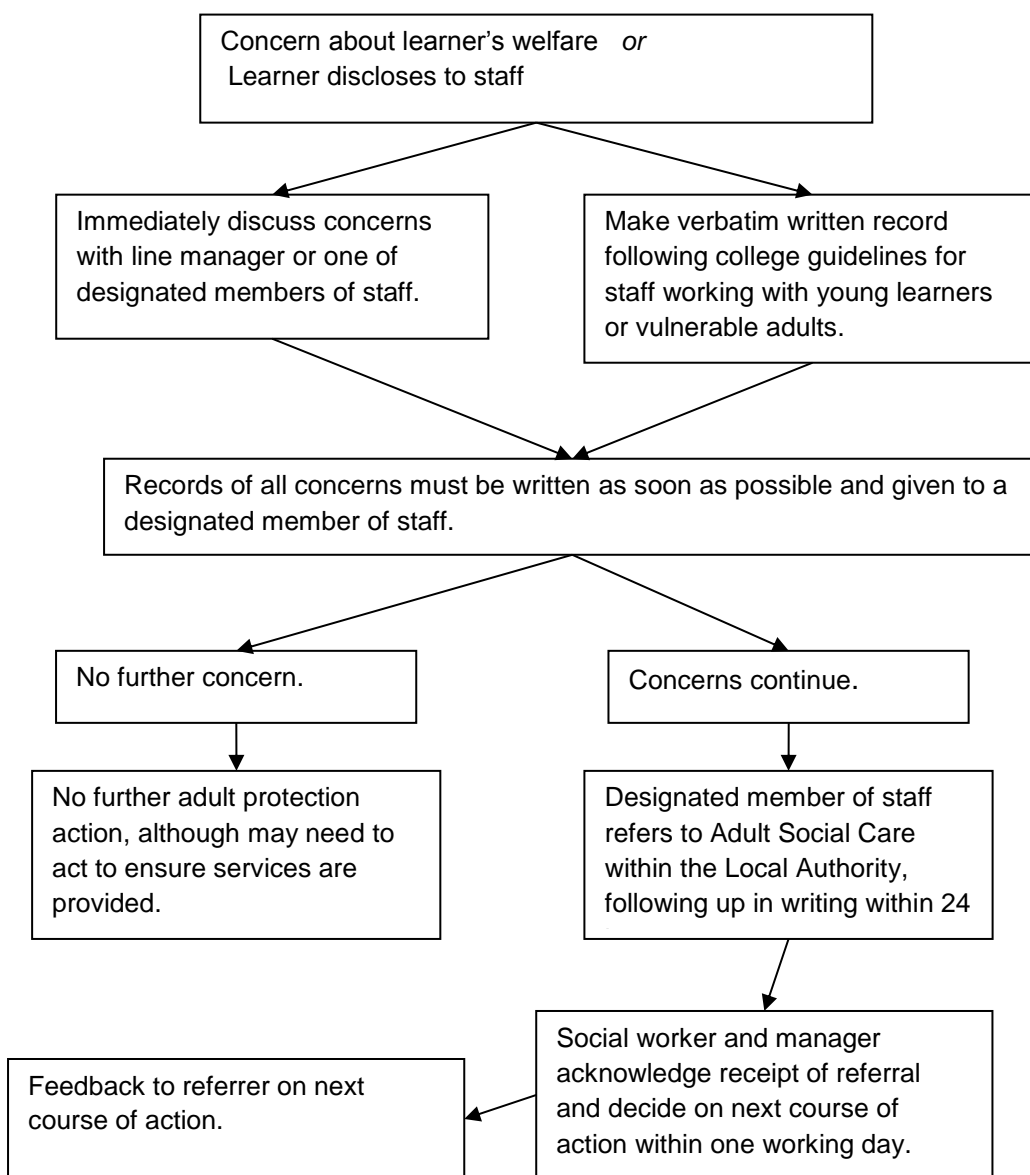 Concern about learner's welfare or
Learner discloses to staff
Immediately discuss concerns
with line manager or one of
designated members of staff.
Make verbatim written record
following college guidelines for
staff working with young learners
or vulnerable adults.
Records of all concerns must be written as soon as possible and given to a
designated member of staff.
No further concern.
Concerns continue.
No further adult protection
action, although may need to
act to ensure services are
provided.
Designated member of staff
refers to Adult Social Care
within the Local Authority,
following up in writing within 24
Social worker and manager
acknowledge receipt of referral
and decide on next course of
action within one working day.
Feedback to referrer on next
course of action.